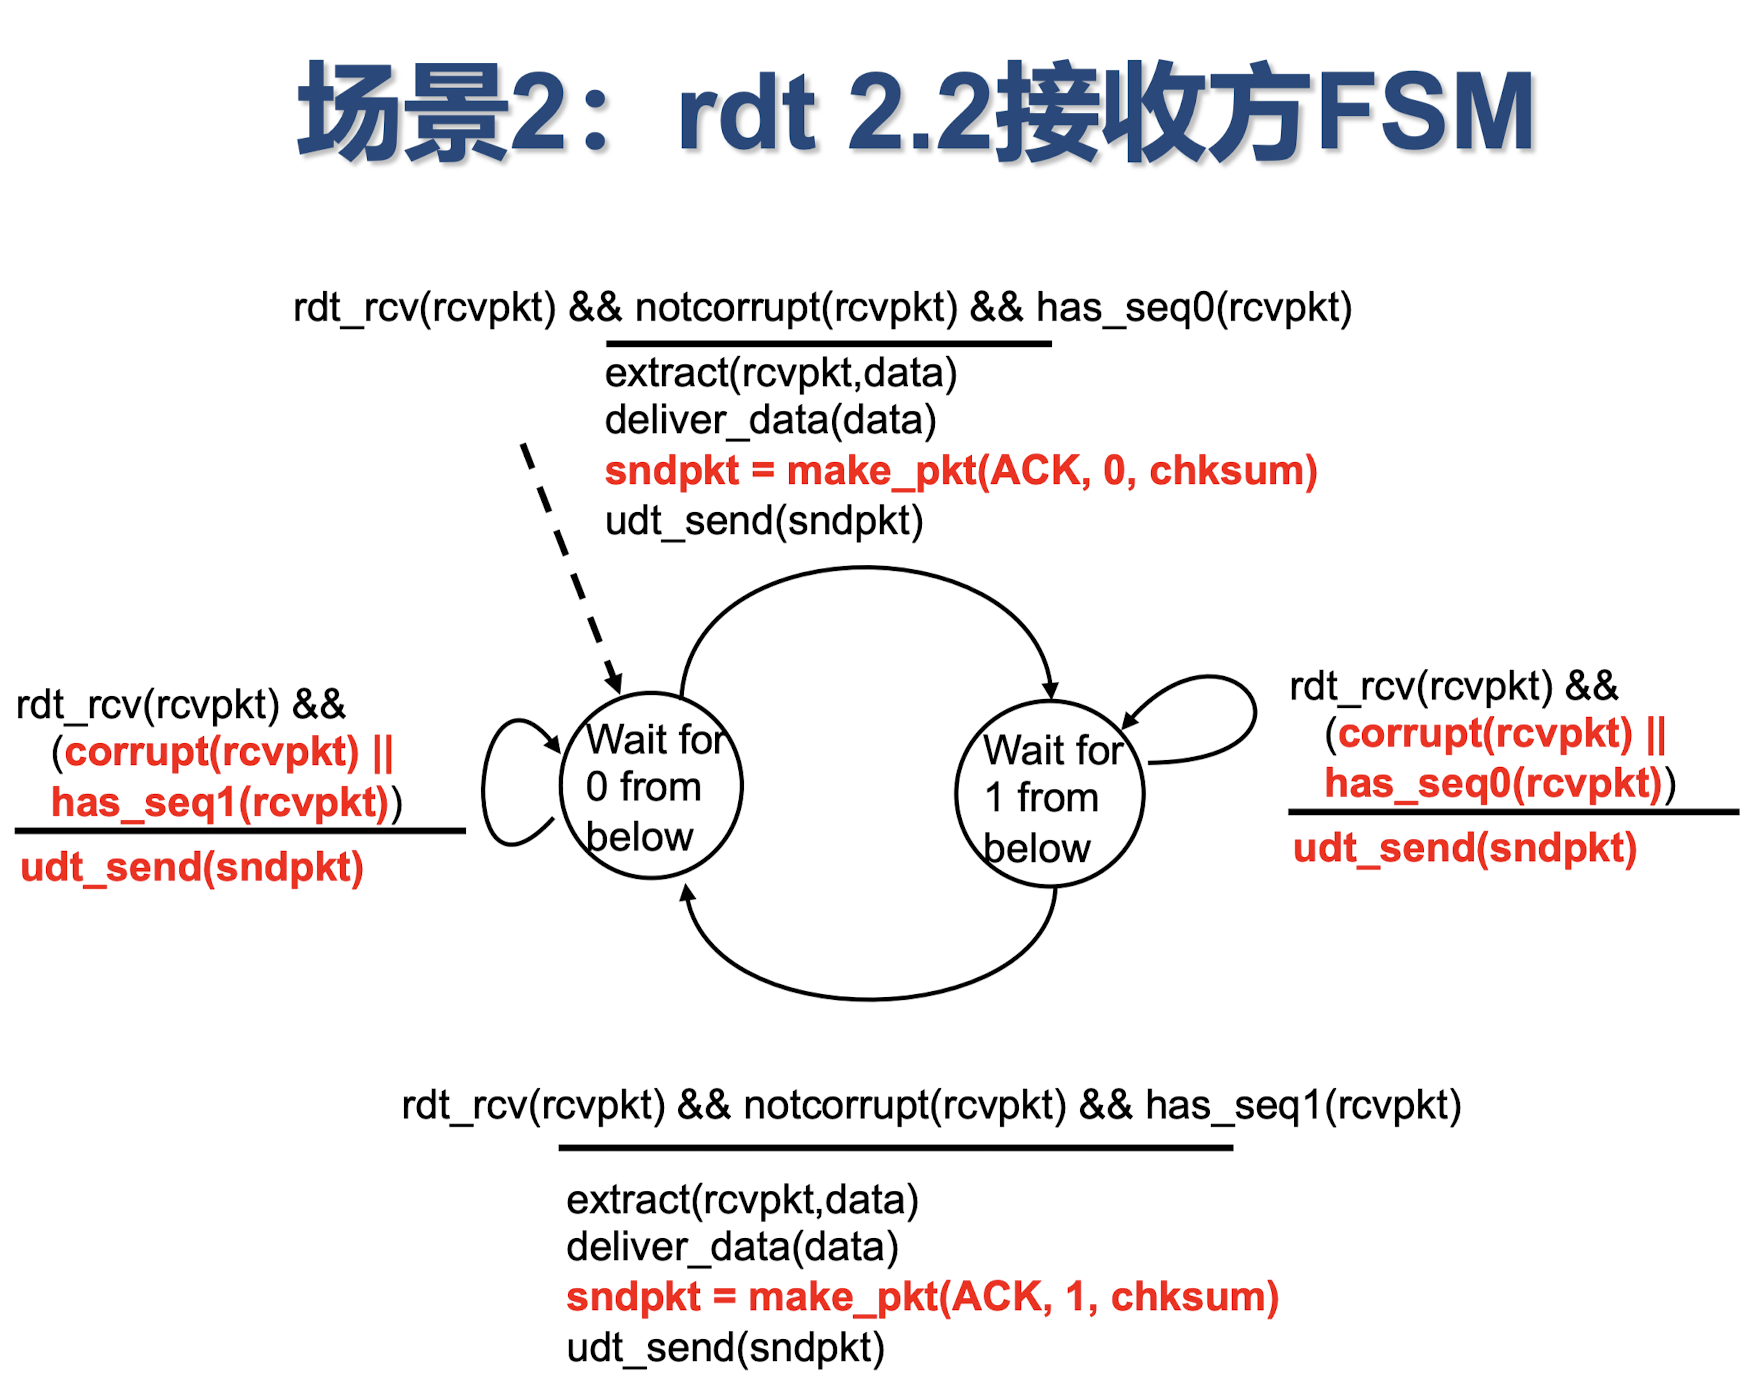 场景2：rdt 2.2接收方FSM
rdt_rcv(rcvpkt) && notcorrupt(rcvpkt) && has_seq0(rcvpkt)
extract(rcvpkt,data)
deliver_data(data)
sndpkt = make_pkt(ACK, 0, chksum)
udt_send(sndpkt)
rdt_rcv(rcvpkt) &&
(corrupt(rcvpkt) ||
has_seq1(rcvpkt))
udt_send(sndpkt)
Wait for
0 from
below
Wait for
1 from
below
rdt_rcv(rcvpkt) &&
(corrupt(rcvpkt) ||
has_seq0(rcvpkt))
udt_send(sndpkt)
rdt_rcv(rcvpkt) && notcorrupt(rcvpkt) && has_seq1(rcvpkt)
extract(rcvpkt,data)
deliver_data(data)
sndpkt = make_pkt(ACK, 1, chksum)
udt_send(sndpkt)